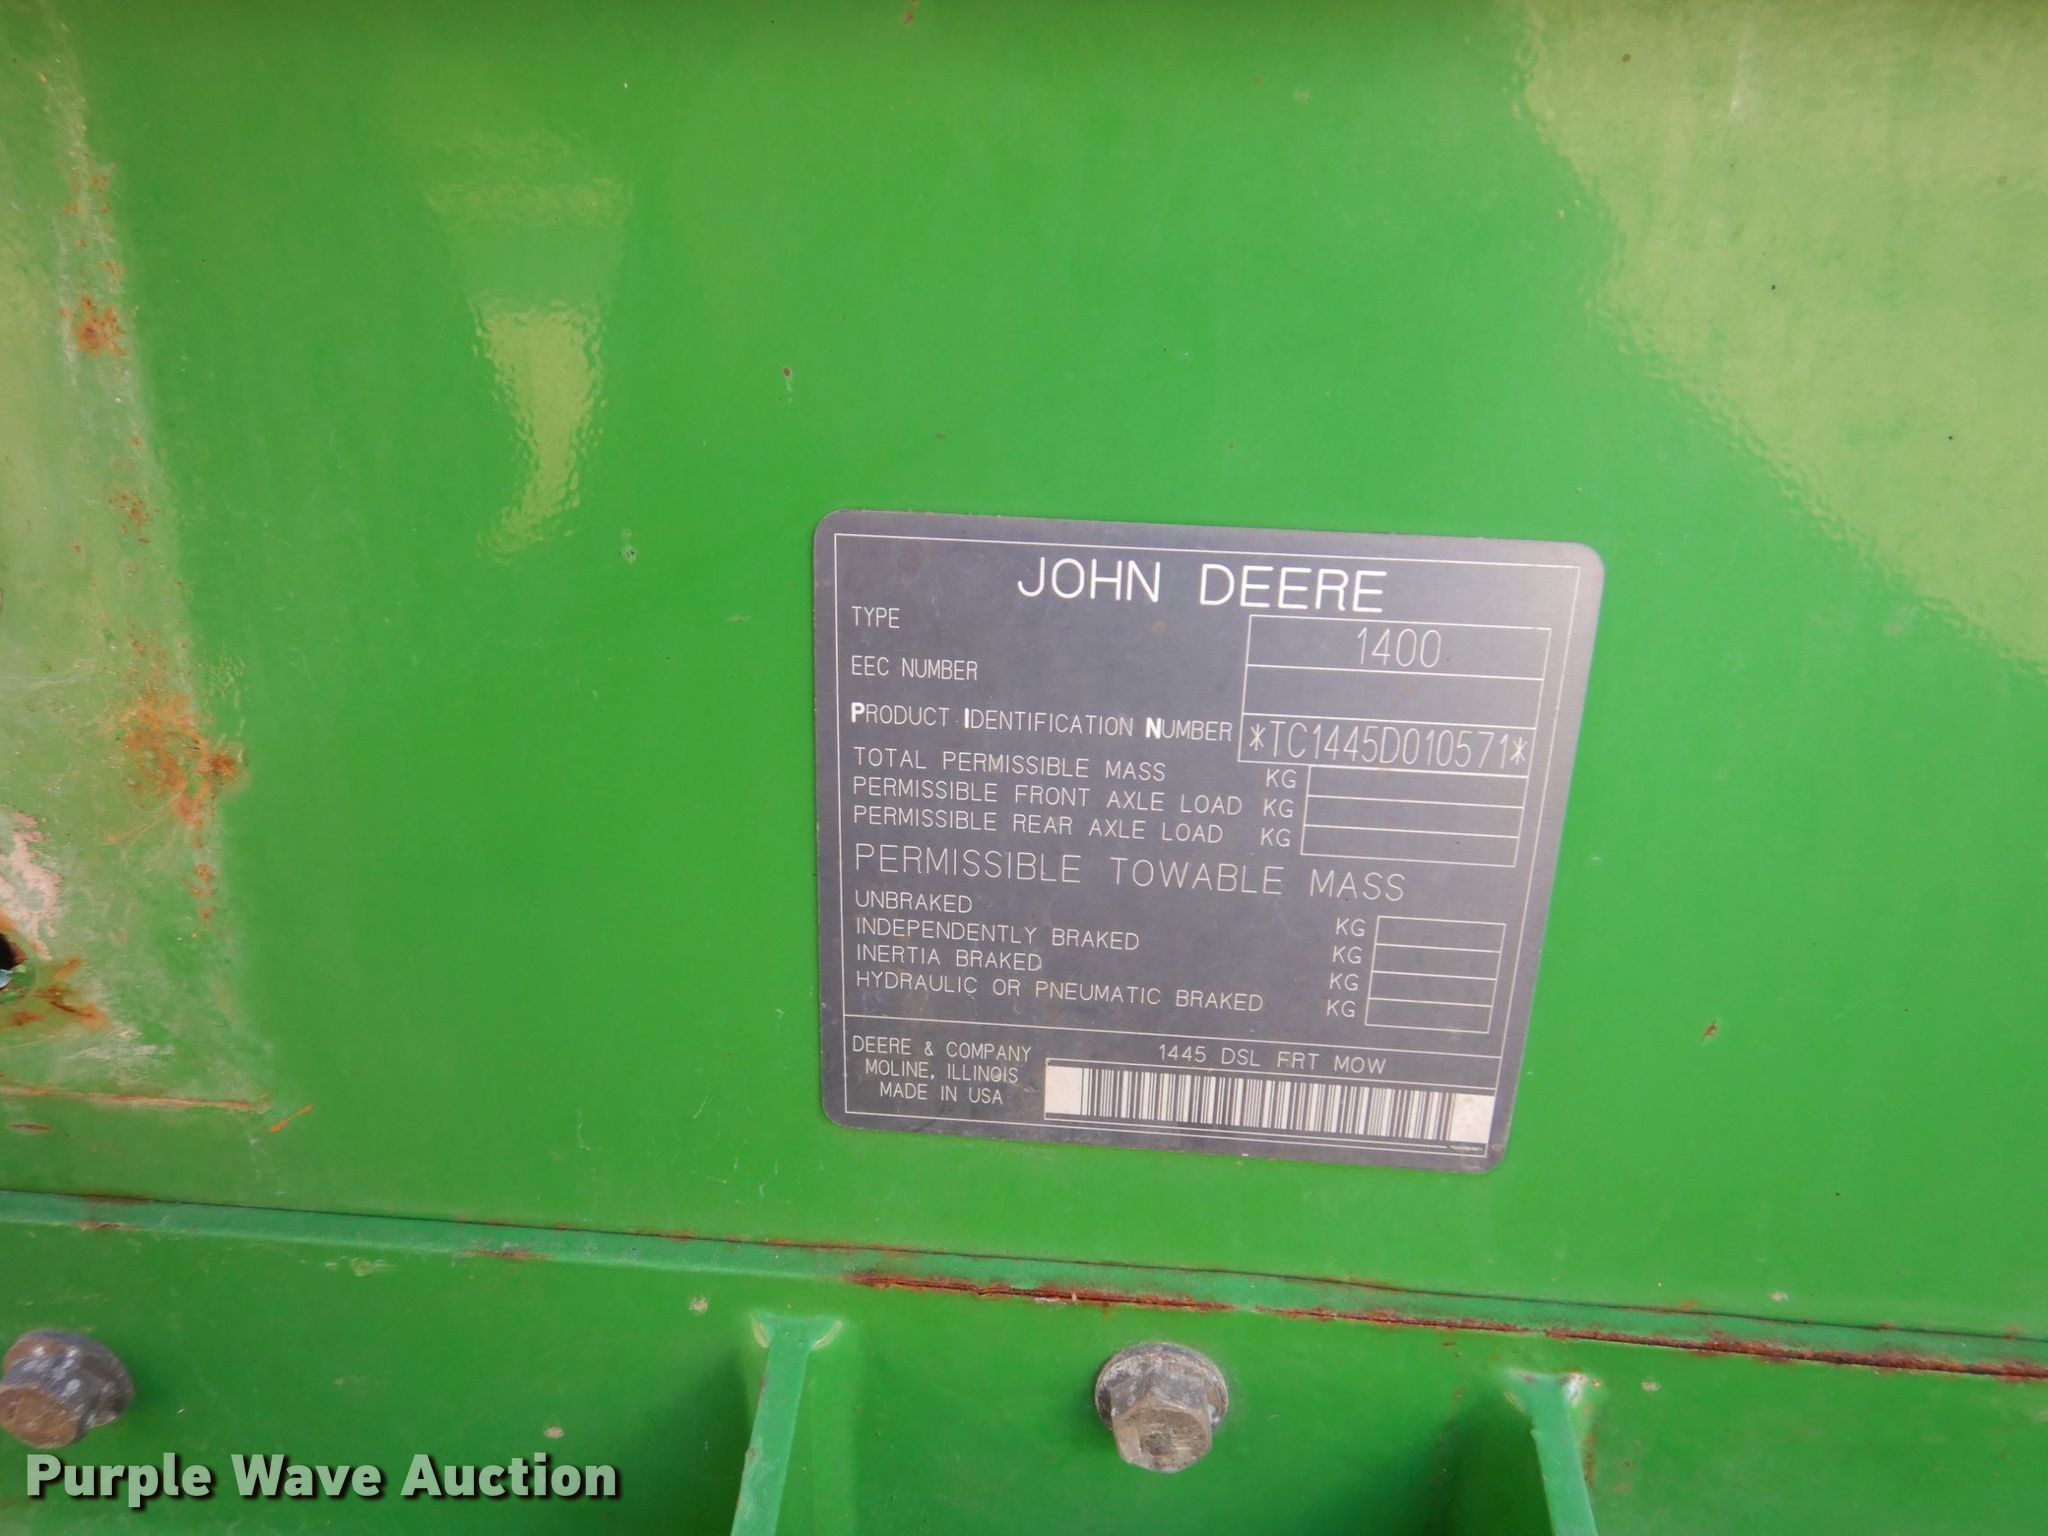 JOHN DEERE
TYPE 1400
EEC NUMBER
PRODUCT IDENTIFICATION NUMBER *TC1445D010571*
TOTAL PERMISSIBLE MASS KG
PERMISSIBLE FRONT AXLE LOAD KG
PERMISSIBLE REAR AXLE LOAD KG
PERMISSIBLE TOWABLE MASS
UNBRAKED KG
INDEPENDENTLY BRAKED KG
INERTIA BRAKED KG
HYDRAULIC OR PNEUMATIC BRAKED KG
DEERE & COMPANY
MOLINE, ILLINOIS
MADE IN USA
1445 DSL FRT MOW
Purple Wave Auction